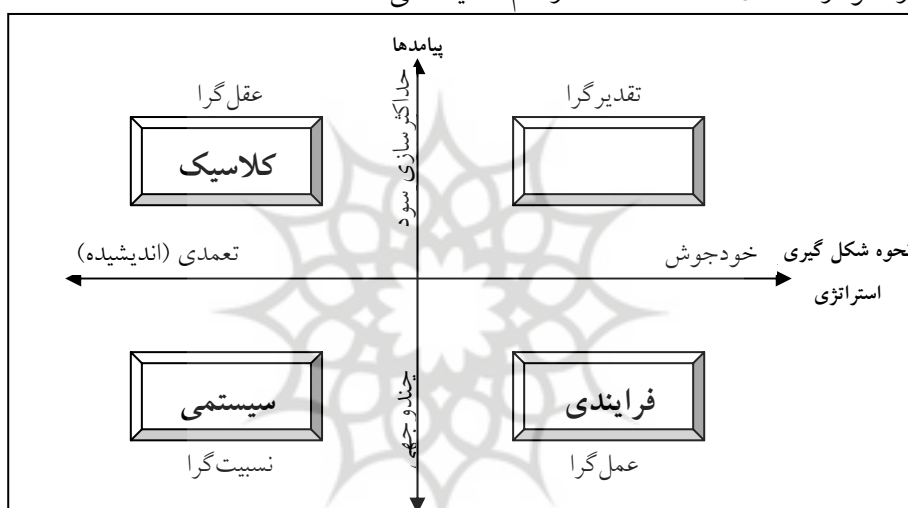 پیامدها
تقدیرگرا
عقل‌گرا
حداکثرسازی سود
کلاسیک
نحوه شکل گیری
استراتژی
خودجوش
تعمدی (اندیشیده)
چندوجهی
فرایندی
سیستمی
عمل‌گرا
نسبیت‌گرا